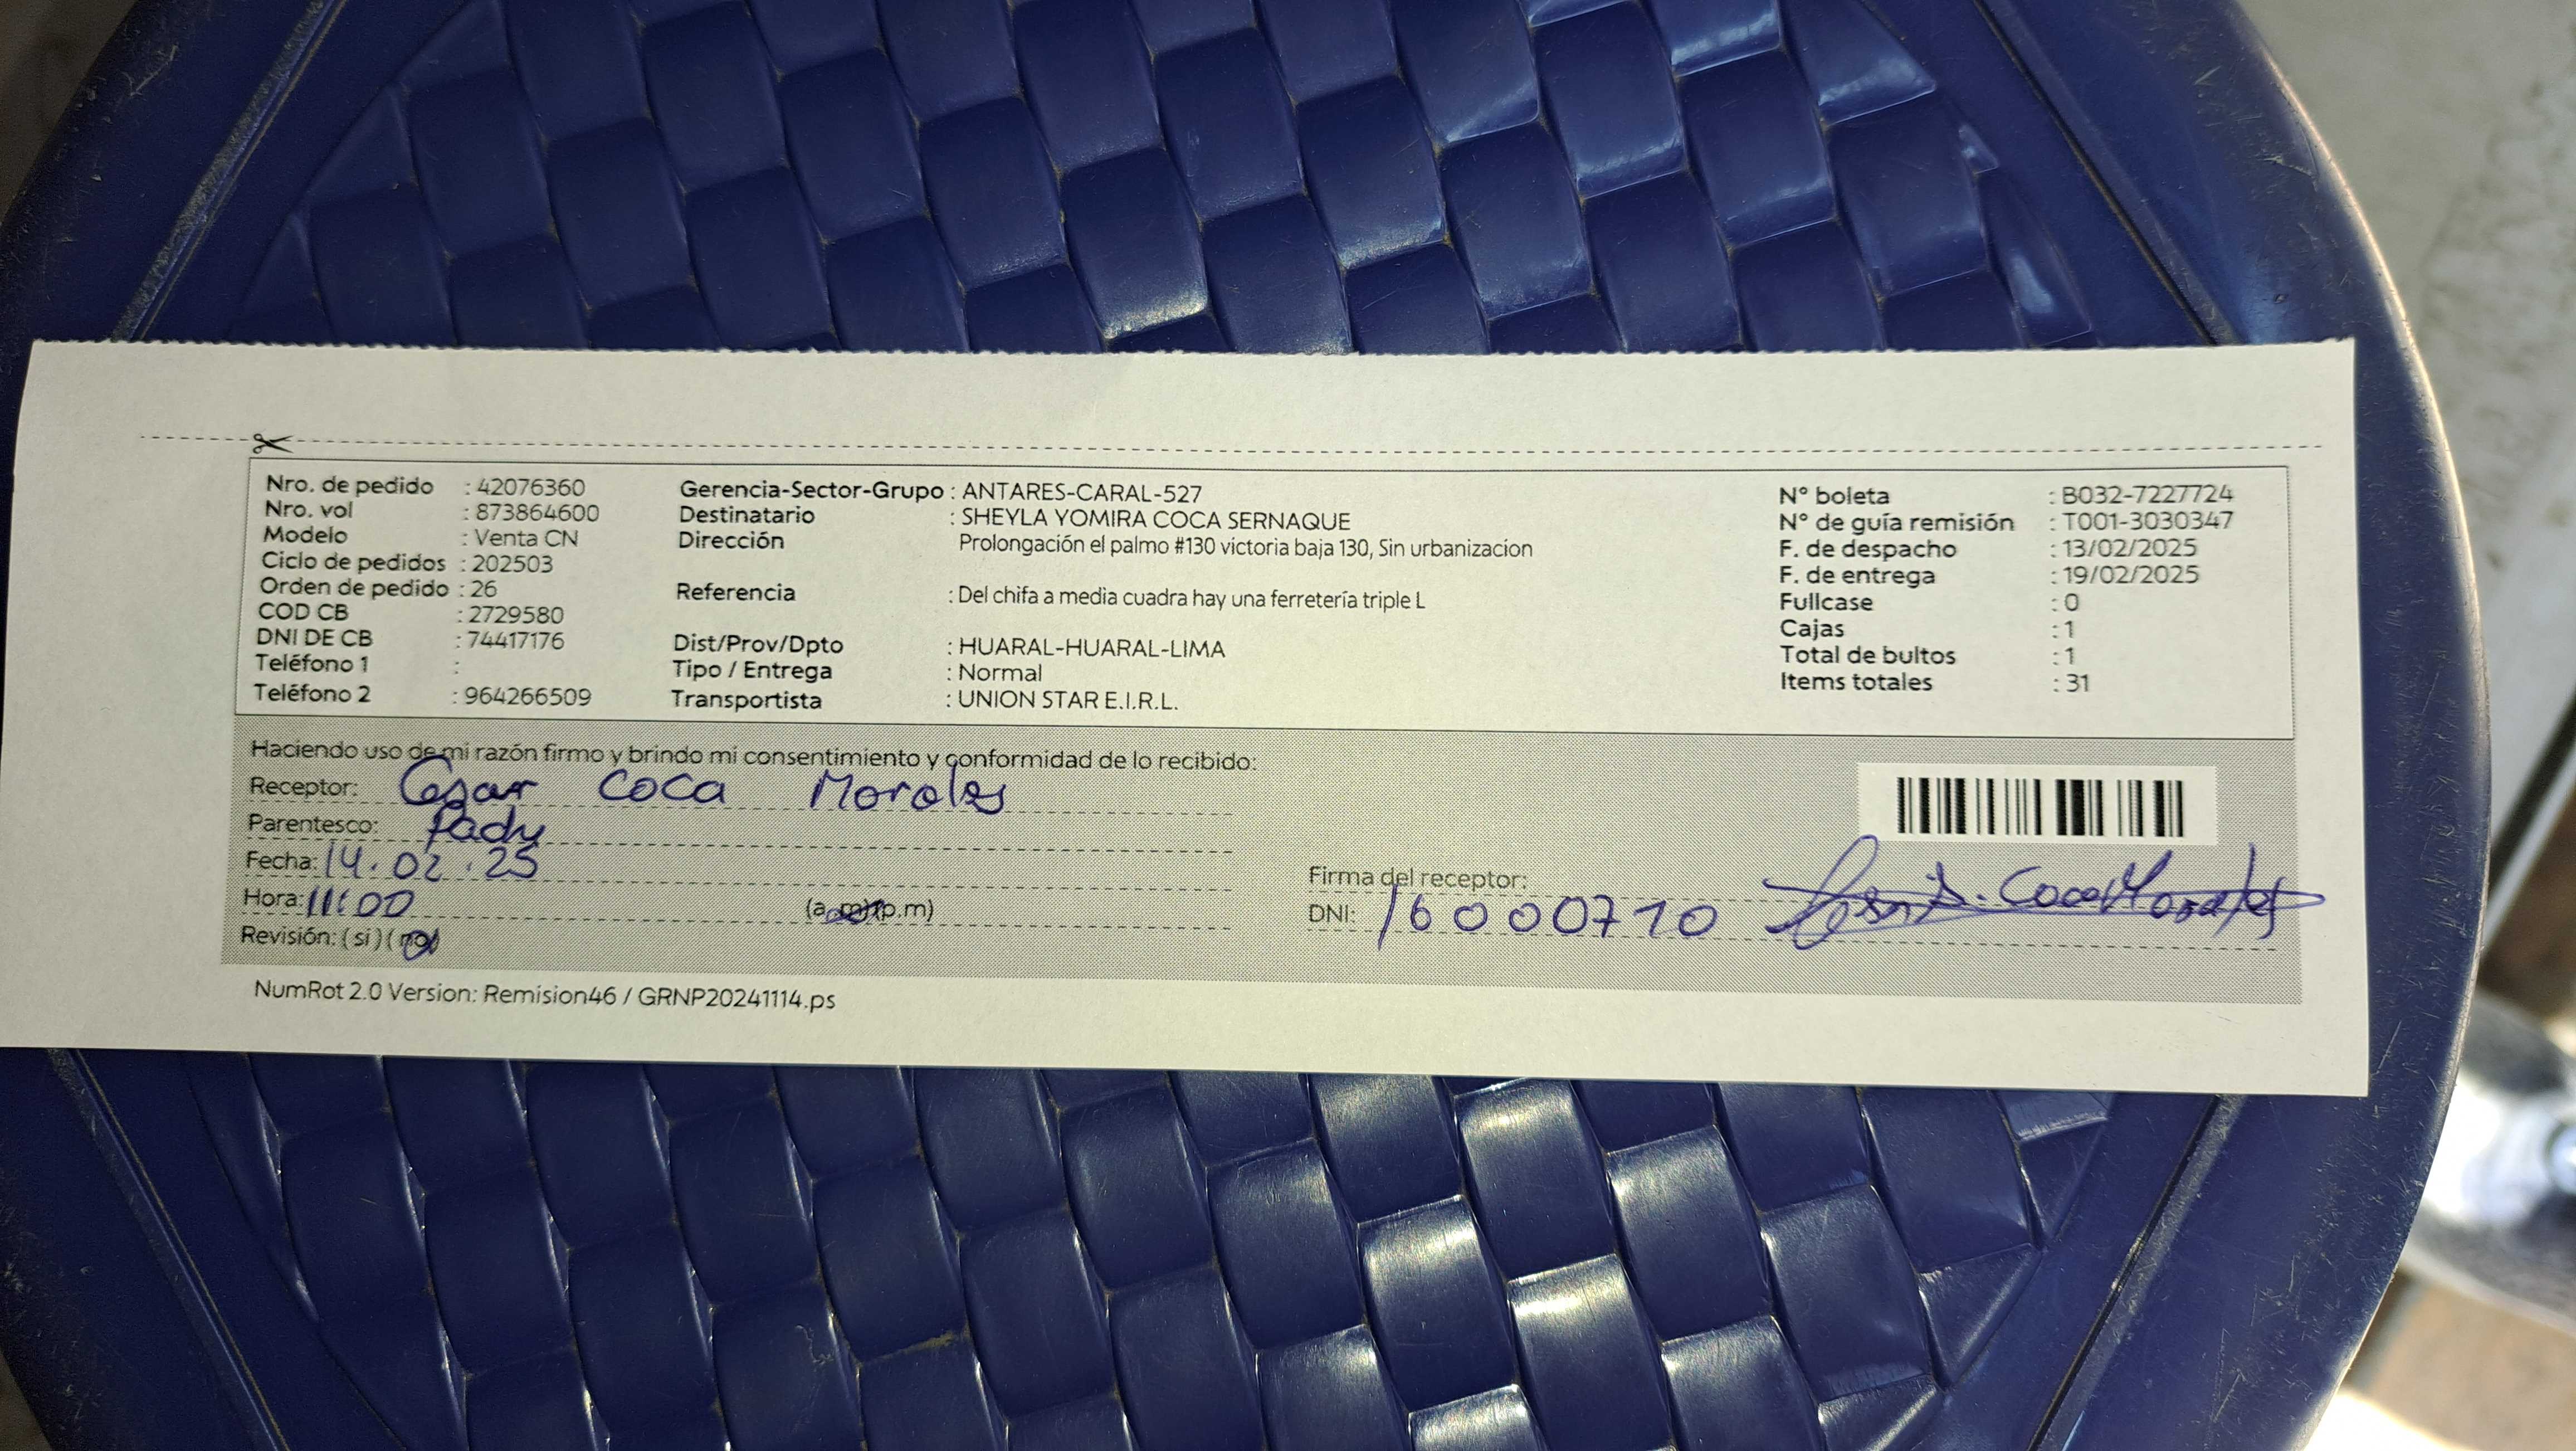 Nro. de pedido : 42076360
Nro. vol : 873864600
Modelo : Venta CN
Ciclo de pedidos : 202503
Orden de pedido : 26
COD CB : 2729580
DNI DE CB : 74417176
Teléfono 1 :
Teléfono 2 : 964266509
Gerencia-Sector-Grupo : ANTARES-CARAL-527
Destinatario : SHEYLA YOMIRA COCA SERNAQUE
Dirección Prolongación el palmo #130 victoria baja 130, Sin urbanizacion
Referencia : Del chifa a media cuadra hay una ferretería triple L
Dist/Prov/Dpto : HUARAL-HUARAL-LIMA
Tipo / Entrega : Normal
Transportista : UNION STAR E.I.R.L.
N° boleta : B032-7227724
N° de guía remisión : T001-3030347
F. de despacho : 13/02/2025
F. de entrega : 19/02/2025
Fullcase : 0
Cajas : 1
Total de bultos : 1
Items totales : 31
Haciendo uso de mi razón firmo y brindo mi consentimiento y conformidad de lo recibido:
Receptor: Cesar Coca Morales
Parentesco:
Fecha: 14.02.25
Hora: 11:00 (a.m)(p.m)
Revisión: (si) (no)
Firma del receptor:
DNI: 16000710
NumRot 2.0 Version: Remision46 / GRNP20241114.ps